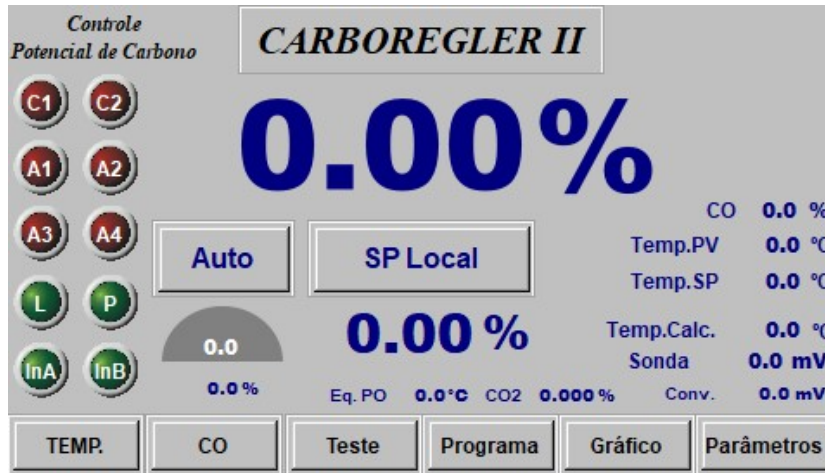 Controle
Potencial de Carbono
CARBOREGLER II
C1 C2
0.00%
A1 A2
CO 0.0 %
A3 A4
Auto
SP Local
Temp.PV 0.0 °C
Temp.SP 0.0 °C
L P
0.0
0.00 %
Temp.Calc. 0.0 °C
Sonda 0.0 mV
InA InB
0.0 %
Eq. PO 0.0°C CO2 0.000 %
Conv. 0.0 mV
TEMP. CO Teste Programa Gráfico Parâmetros